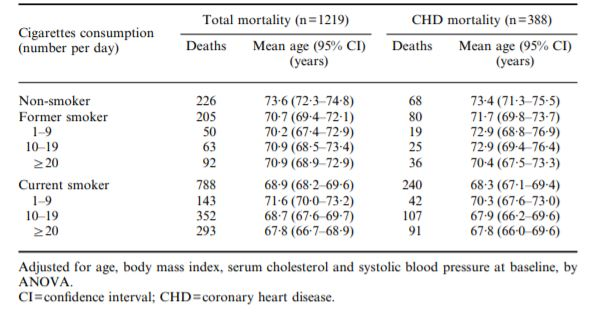 Total mortality (n=1219) CHD mortality (n=388)
Cigarettes consumption
(number per day) Deaths Mean age (95% CI) Deaths Mean age (95% CI)
(years) (years)
Non-smoker 226 73·6 (72·3–74·8) 68 73·4 (71·3–75·5)
Former smoker 205 70·7 (69·4–72·1) 80 71·7 (69·8–73·7)
1–9 50 70·2 (67·4–72·9) 19 72·9 (68·8–76·9)
10–19 63 70·9 (68·5–73·4) 25 72·9 (69·4–76·4)
≥20 92 70·9 (68·9–72·9) 36 70·4 (67·5–73·3)
Current smoker 788 68·9 (68·2–69·6) 240 68·3 (67·1–69·4)
1–9 143 71·6 (70·0–73·2) 42 70·3 (67·6–73·0)
10–19 352 68·7 (67·6–69·7) 107 67·9 (66·2–69·6)
≥20 293 67·8 (66·7–68·9) 91 67·8 (66·0–69·6)
Adjusted for age, body mass index, serum cholesterol and systolic blood pressure at baseline, by
ANOVA.
CI=confidence interval; CHD=coronary heart disease.